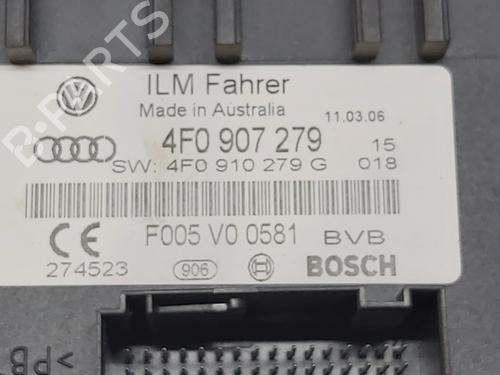 ILM Fahrer
Made in Australia
11.03.06
4F0 907 279 15
SW: 4F0 910 279 G 018
F005 V0 0581 BVB
CE
274523
906
BOSCH
>PB
B-PARTS